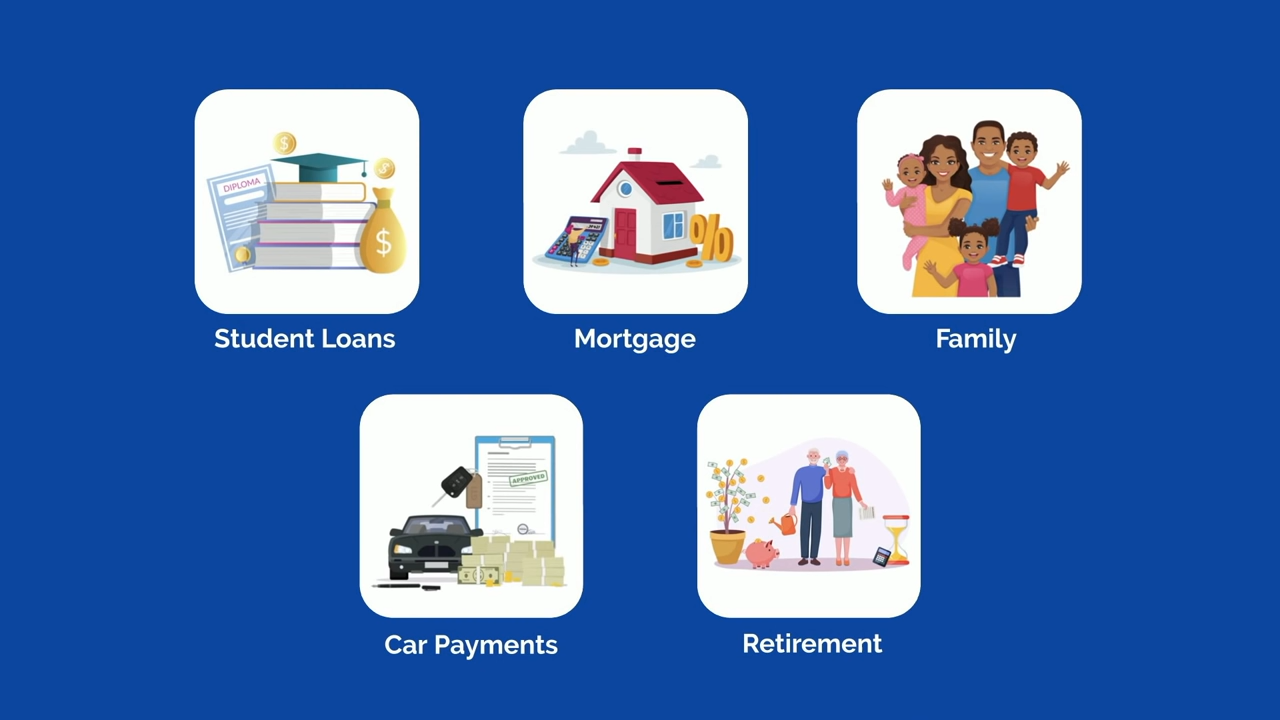 $
$
DIPLOMA
$
Student Loans
%
Mortgage
Family
APPROVED
Car Payments
Retirement